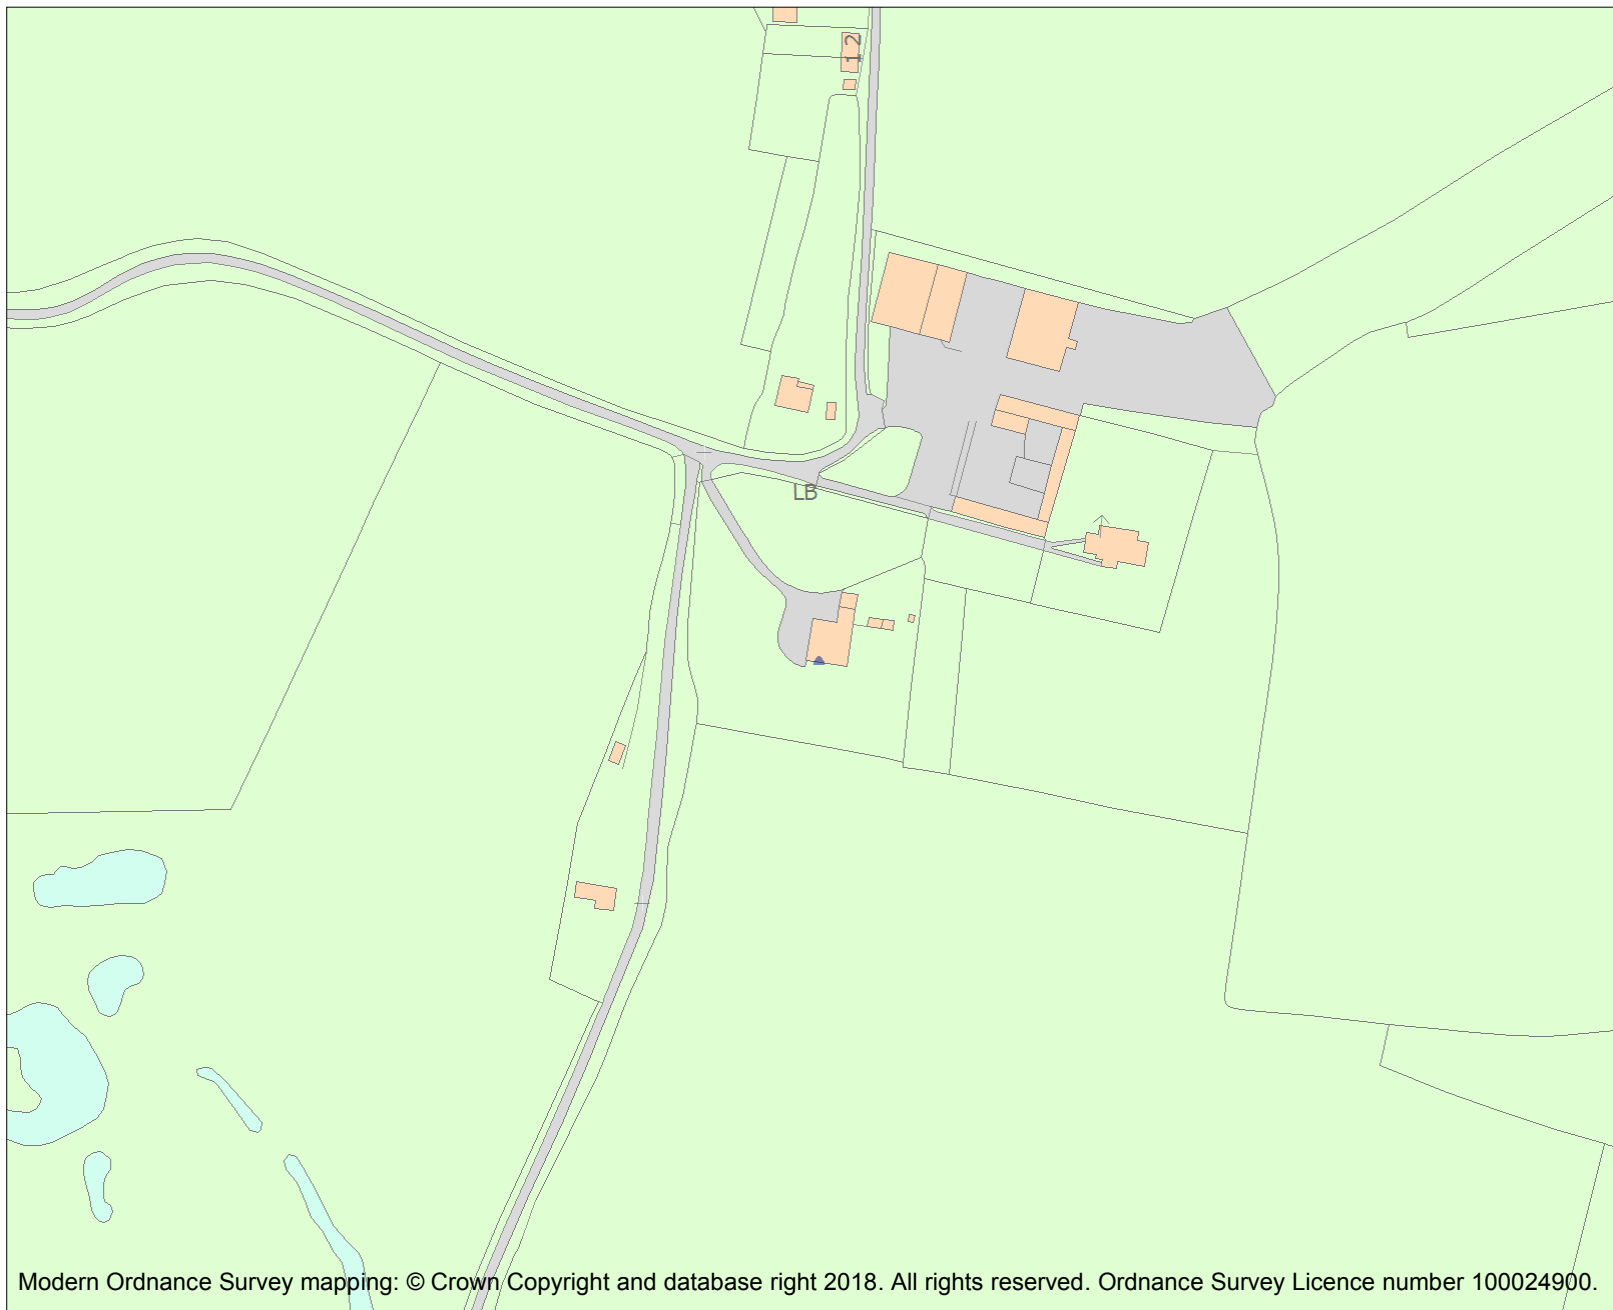 12
LB
Modern Ordnance Survey mapping: © Crown Copyright and database right 2018. All rights reserved. Ordnance Survey Licence number 100024900.